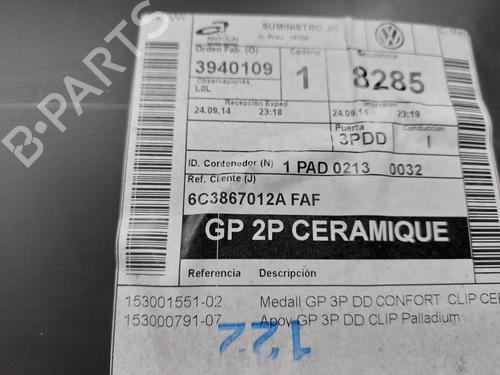 SUMINISTRO JIT
ANTOLIN
Orden Fab. (O) Cadena Secuencia
3940109 1 8285
Observaciones
LOL
Recepción Exped. Impresión
24.09.14 23:18 24.09.14 23:19
Puerta Conduccion
3PDD I
ID. Contenedor (N) 1 PAD 0213 0032
Ref. Cliente (J)
6C3867012A FAF
GP 2P CERAMIQUE
Referencia Descripción
153001551-02 Medall GP 3P DD CONFORT CLIP CE
153000791-07 Apoy GP 3P DD CLIP Palladium
122
B-PARTS